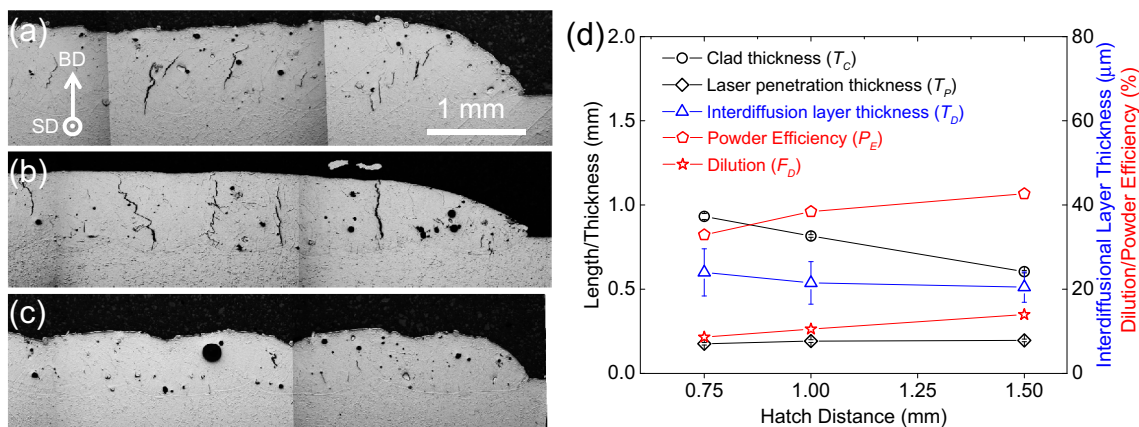 (a)
BD
SD
1 mm
(b)
(c)
(d)
2.0
1.5
1.0
0.5
0.0
Length/Thickness (mm)
Clad thickness (T_C)
Laser penetration thickness (T_P)
Interdiffusion layer thickness (T_D)
Powder Efficiency (P_E)
Dilution (F_D)
80
60
40
20
0
Interdiffusional Layer Thickness (μm)
Dilution/Powder Efficiency (%)
0.75 1.00 1.25 1.50
Hatch Distance (mm)